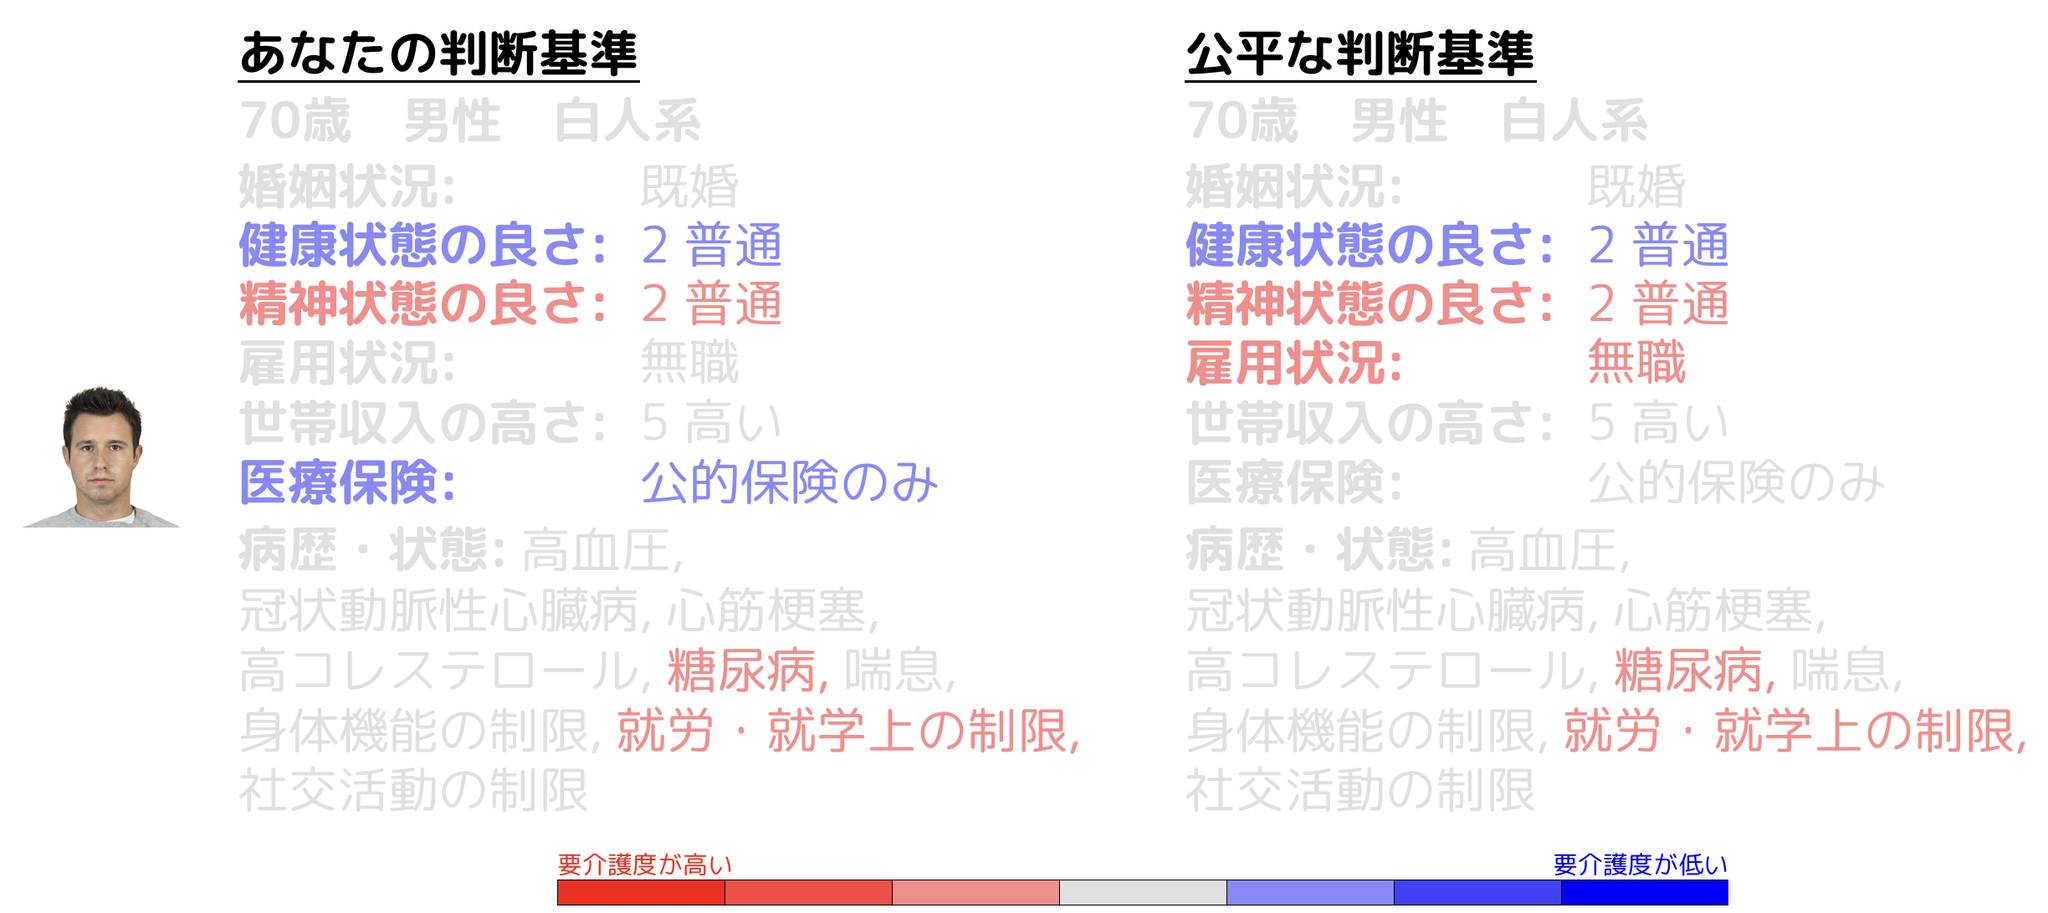 あなたの判断基準
70歳 男性 白人系
婚姻状況: 既婚
健康状態の良さ: 2 普通
精神状態の良さ: 2 普通
雇用状況: 無職
世帯収入の高さ: 5 高い
医療保険: 公的保険のみ
病歴・状態: 高血圧,
冠状動脈性心臓病, 心筋梗塞,
高コレステロール, 糖尿病, 喘息,
身体機能の制限, 就労・就学上の制限,
社交活動の制限
公平な判断基準
70歳 男性 白人系
婚姻状況: 既婚
健康状態の良さ: 2 普通
精神状態の良さ: 2 普通
雇用状況: 無職
世帯収入の高さ: 5 高い
医療保険: 公的保険のみ
病歴・状態: 高血圧,
冠状動脈性心臓病, 心筋梗塞,
高コレステロール, 糖尿病, 喘息,
身体機能の制限, 就労・就学上の制限,
社交活動の制限
要介護度が高い
要介護度が低い